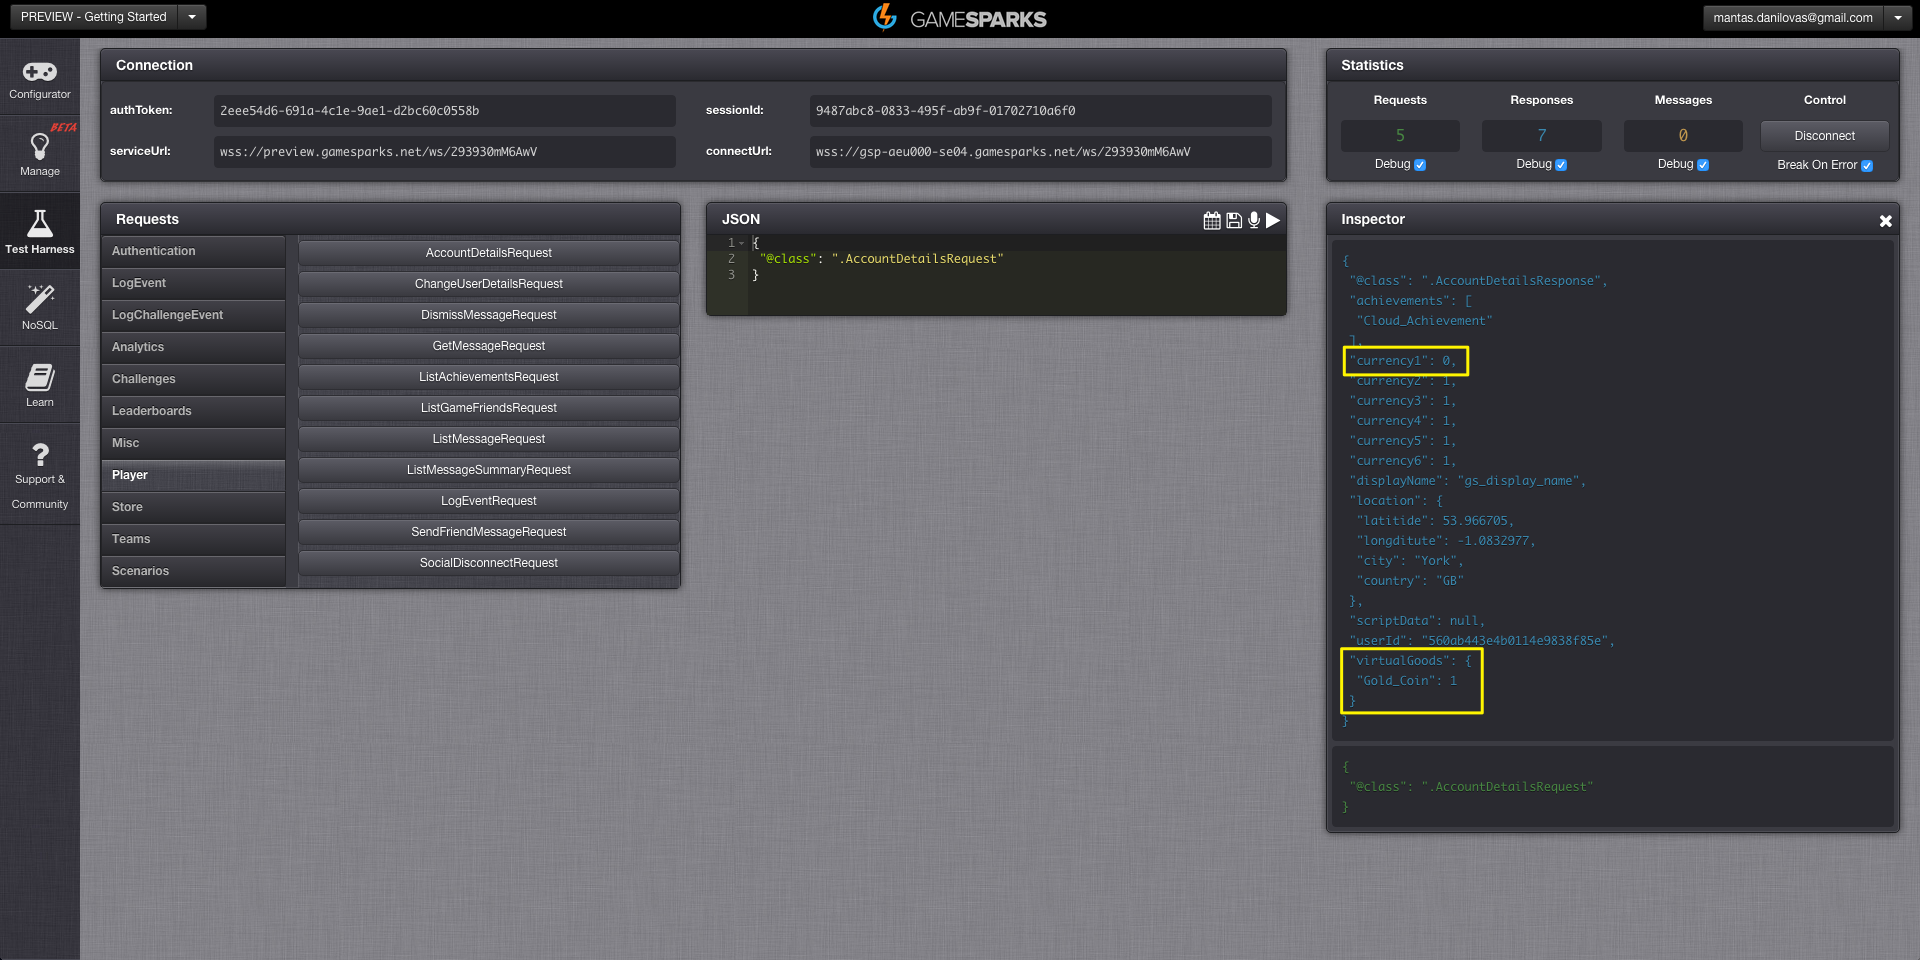 PREVIEW - Getting Started
GAMESPARKS
mantas.danilovas@gmail.com
Configurator
BETA
Manage
Test Harness
NoSQL
Learn
Support &
Community
Connection
authToken:
2eee54d6-691a-4c1e-9ae1-d2bc60c0558b
sessionId:
9487abc8-0833-495f-ab9f-01702710a6f0
serviceUrl:
wss://preview.gamesparks.net/ws/293930mM6AwV
connectUrl:
wss://gsp-aeu000-se04.gamesparks.net/ws/293930mM6AwV
Statistics
Requests
Responses
Messages
Control
5
7
0
Disconnect
Debug
Debug
Debug
Break On Error
Requests
Authentication
LogEvent
LogChallengeEvent
Analytics
Challenges
Leaderboards
Misc
Player
Store
Teams
Scenarios
AccountDetailsRequest
ChangeUserDetailsRequest
DismissMessageRequest
GetMessageRequest
ListAchievementsRequest
ListGameFriendsRequest
ListMessageRequest
ListMessageSummaryRequest
LogEventRequest
SendFriendMessageRequest
SocialDisconnectRequest
JSON
1 {
2 "@class": ".AccountDetailsRequest"
3 }
Inspector
{
"@class": ".AccountDetailsResponse",
"achievements": [
"Cloud_Achievement"
],
"currency1": 0,
"currency2": 1,
"currency3": 1,
"currency4": 1,
"currency5": 1,
"currency6": 1,
"displayName": "gs_display_name",
"location": {
"latitide": 53.966705,
"longditute": -1.0832977,
"city": "York",
"country": "GB"
},
"scriptData": null,
"userId": "560ab443e4b0114e9838f85e",
"virtualGoods": {
"Gold_Coin": 1
}
}
{
"@class": ".AccountDetailsRequest"
}